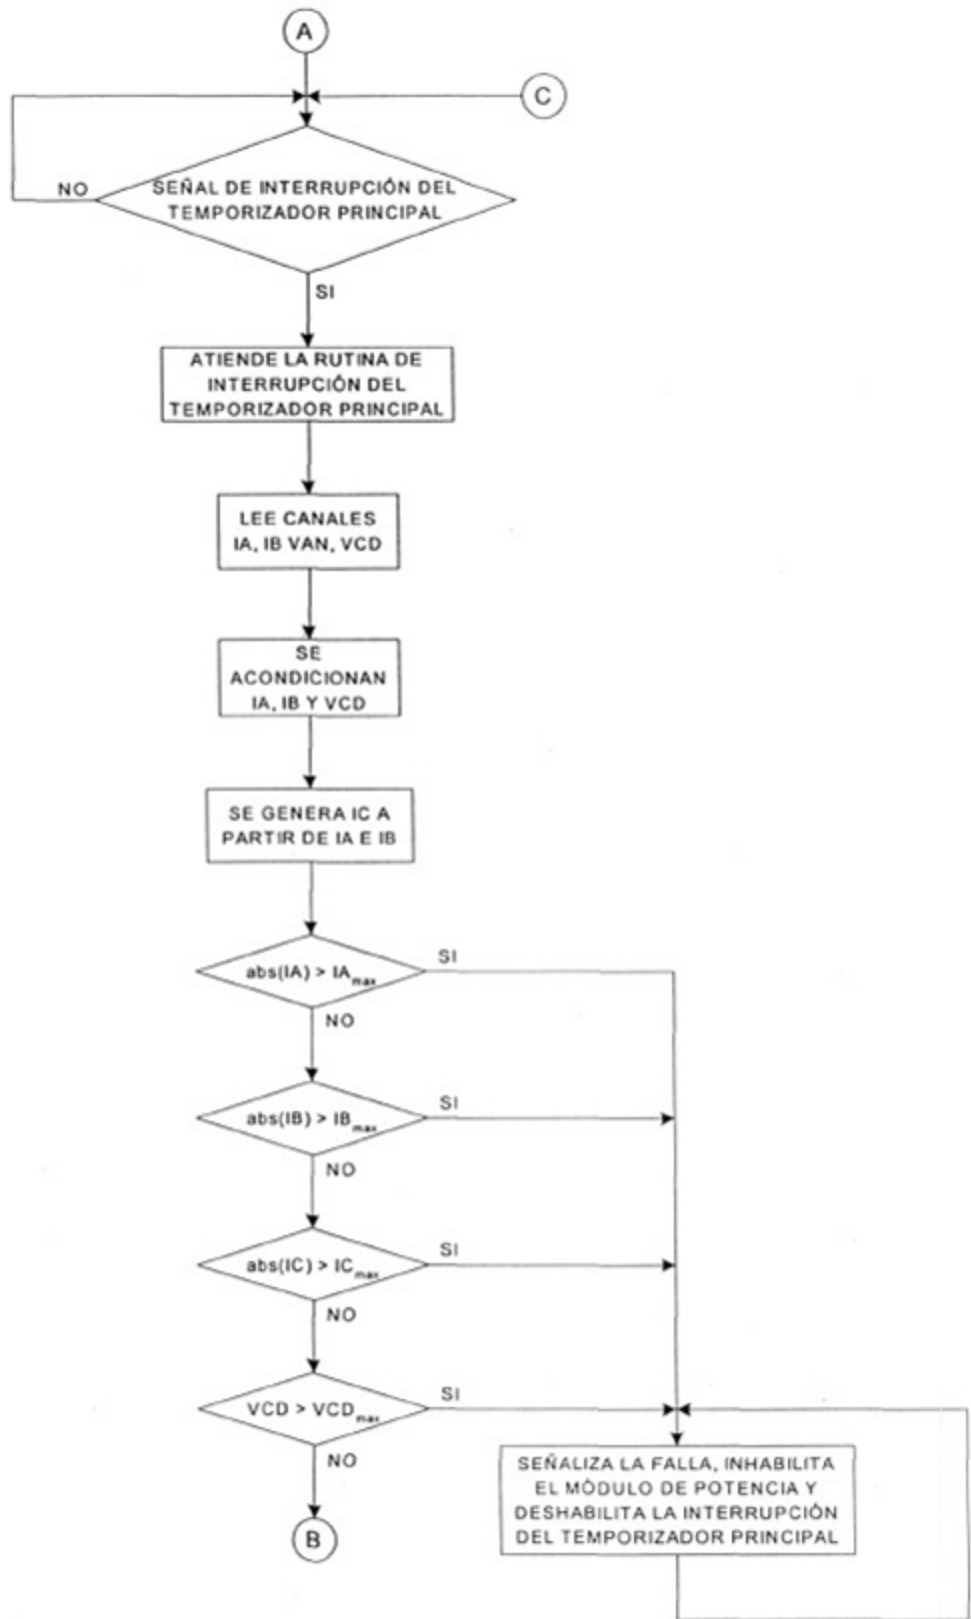 A
C
NO
SEÑAL DE INTERRUPCIÓN DEL
TEMPORIZADOR PRINCIPAL
SI
ATIENDE LA RUTINA DE
INTERRUPCIÓN DEL
TEMPORIZADOR PRINCIPAL
LEE CANALES
IA, IB VAN, VCD
SE
ACONDICIONAN
IA, IB Y VCD
SE GENERA IC A
PARTIR DE IA E IB
abs(IA) > IAmax
SI
NO
abs(IB) > IBmax
SI
NO
abs(IC) > ICmax
SI
NO
VCD > VCDmax
SI
NO
SEÑALIZA LA FALLA, INHABILITA
EL MÓDULO DE POTENCIA Y
DESHABILITA LA INTERRUPCIÓN
DEL TEMPORIZADOR PRINCIPAL
B